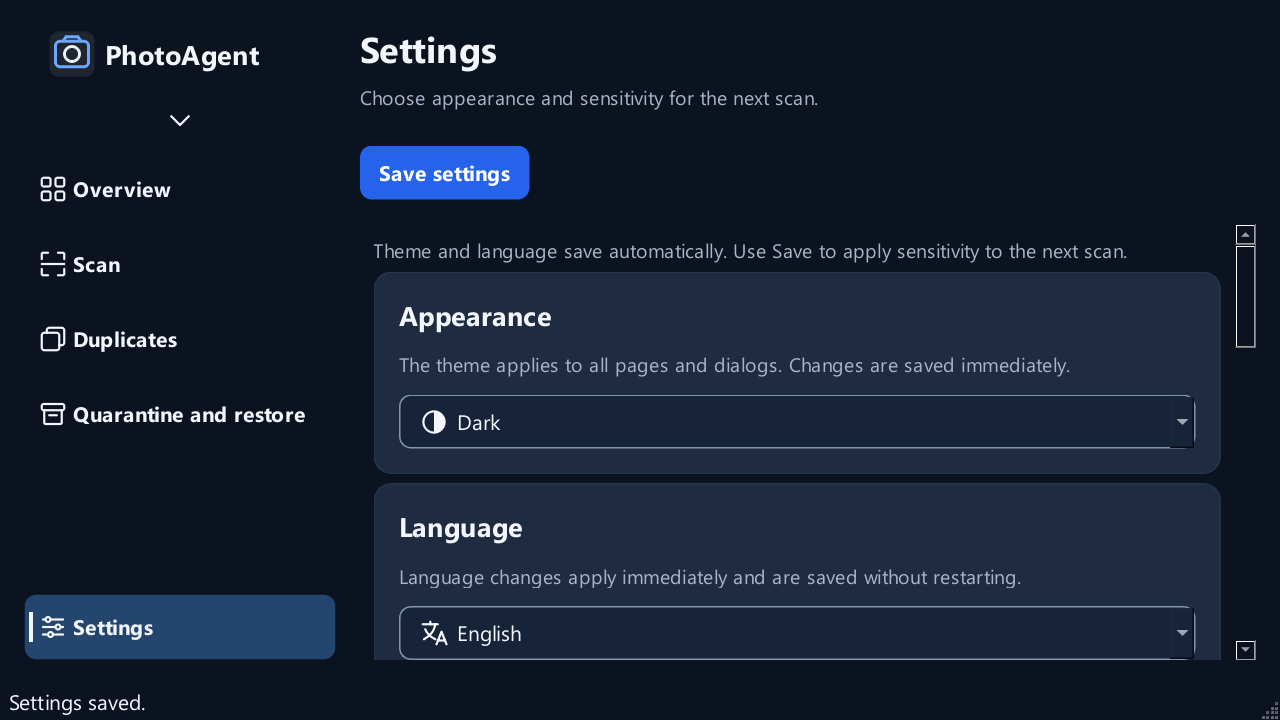 PhotoAgent
Overview
Scan
Duplicates
Quarantine and restore
Settings
Settings
Choose appearance and sensitivity for the next scan.
Save settings
Theme and language save automatically. Use Save to apply sensitivity to the next scan.
Appearance
The theme applies to all pages and dialogs. Changes are saved immediately.
Dark
Language
Language changes apply immediately and are saved without restarting.
English
Settings saved.